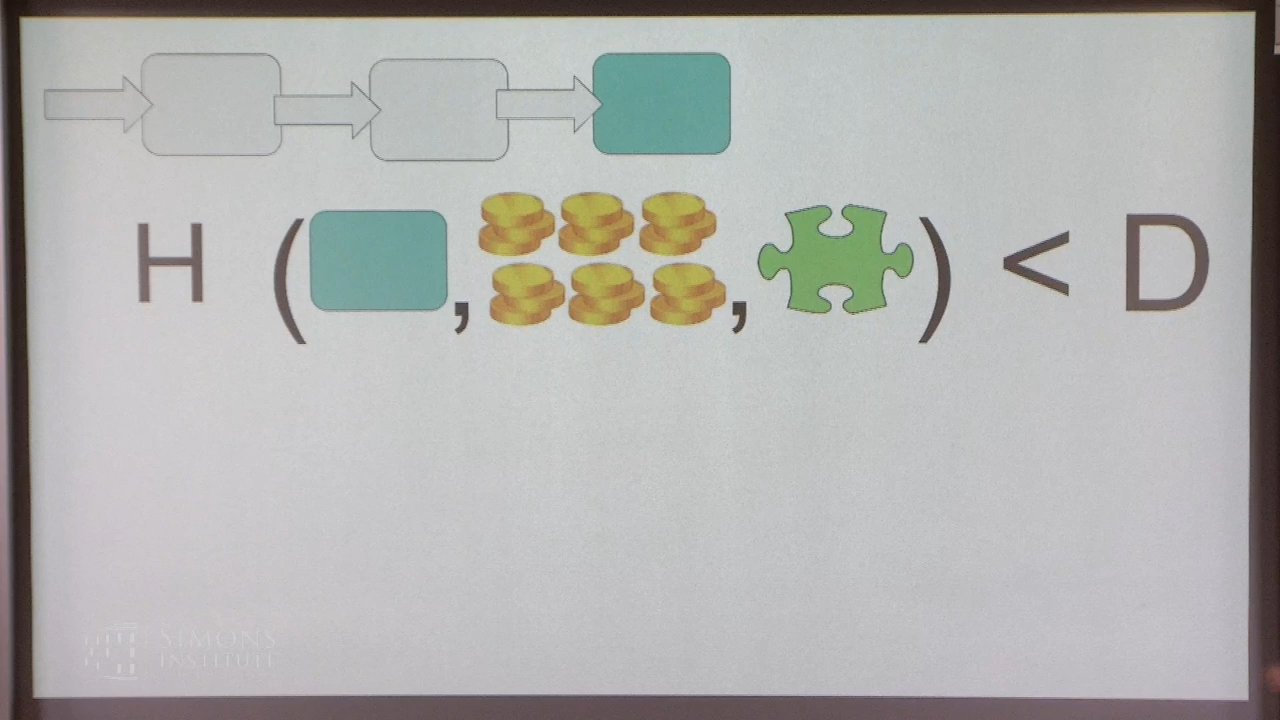 H ( , , ) < D
SIMONS
INSTITUTE